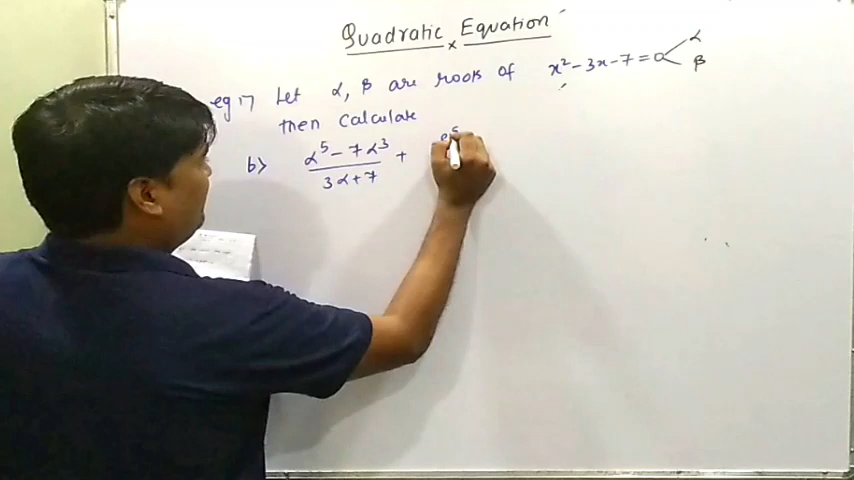 Quadratic Equation
eg 17 Let α, β are roots of x² - 3x - 7 = 0 < α β
then Calculate
b> (α⁵ - 7α³)/(3α + 7) +